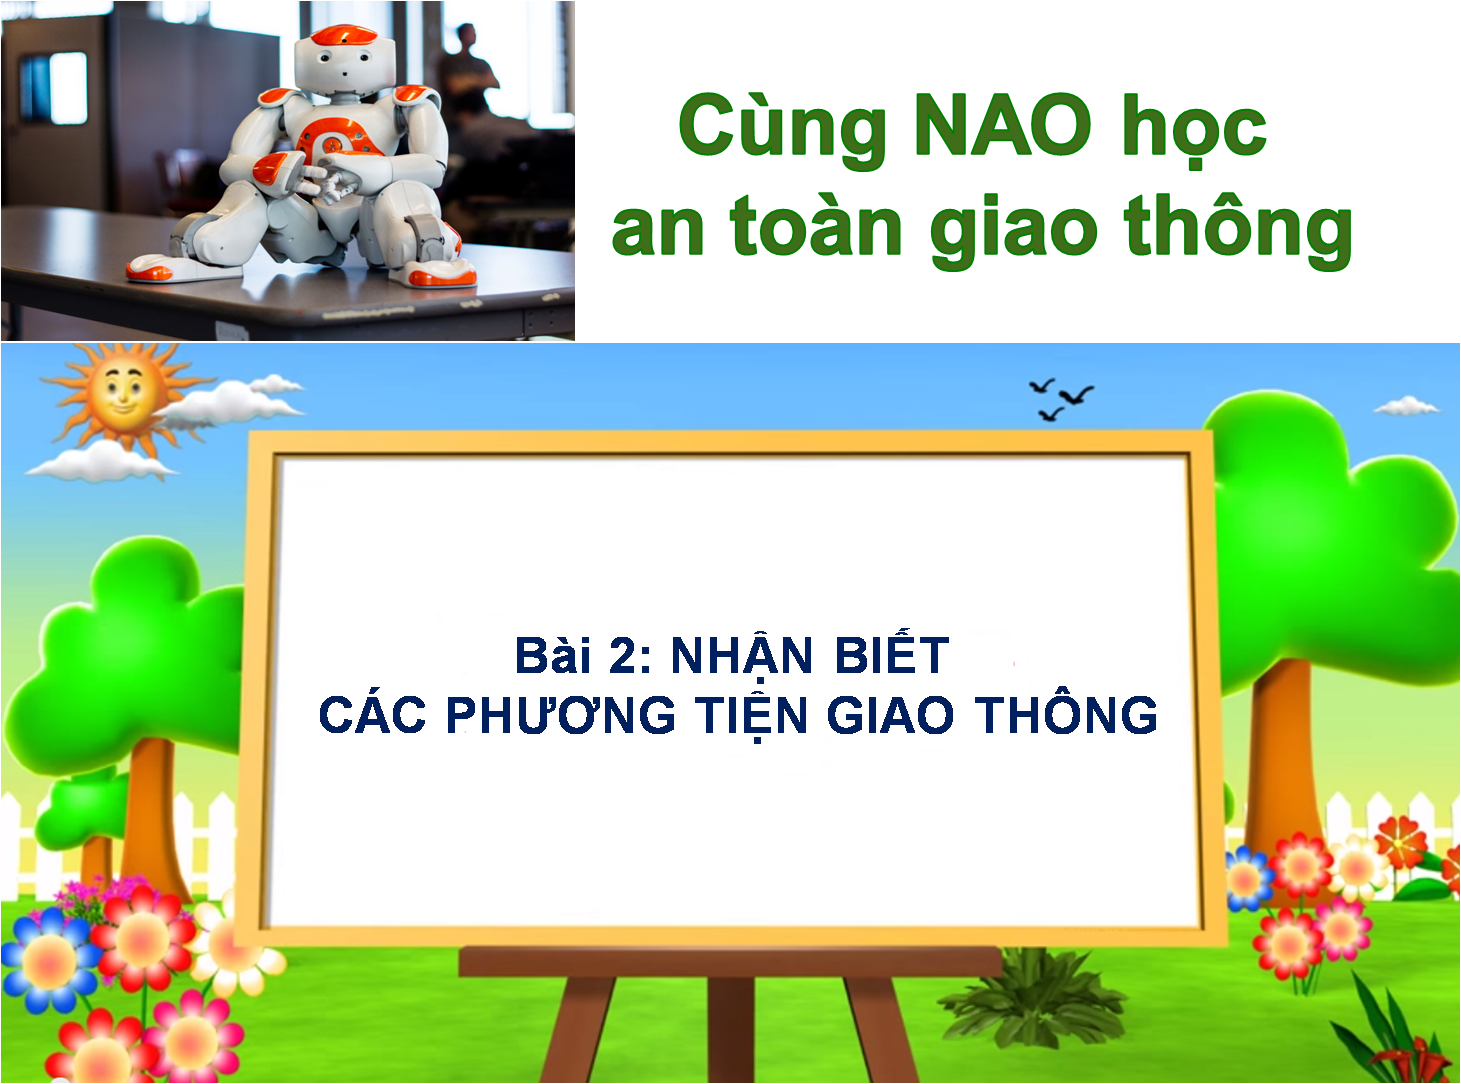 Cùng NAO học
an toàn giao thông
Bài 2: NHẬN BIẾT
CÁC PHƯƠNG TIỆN GIAO THÔNG